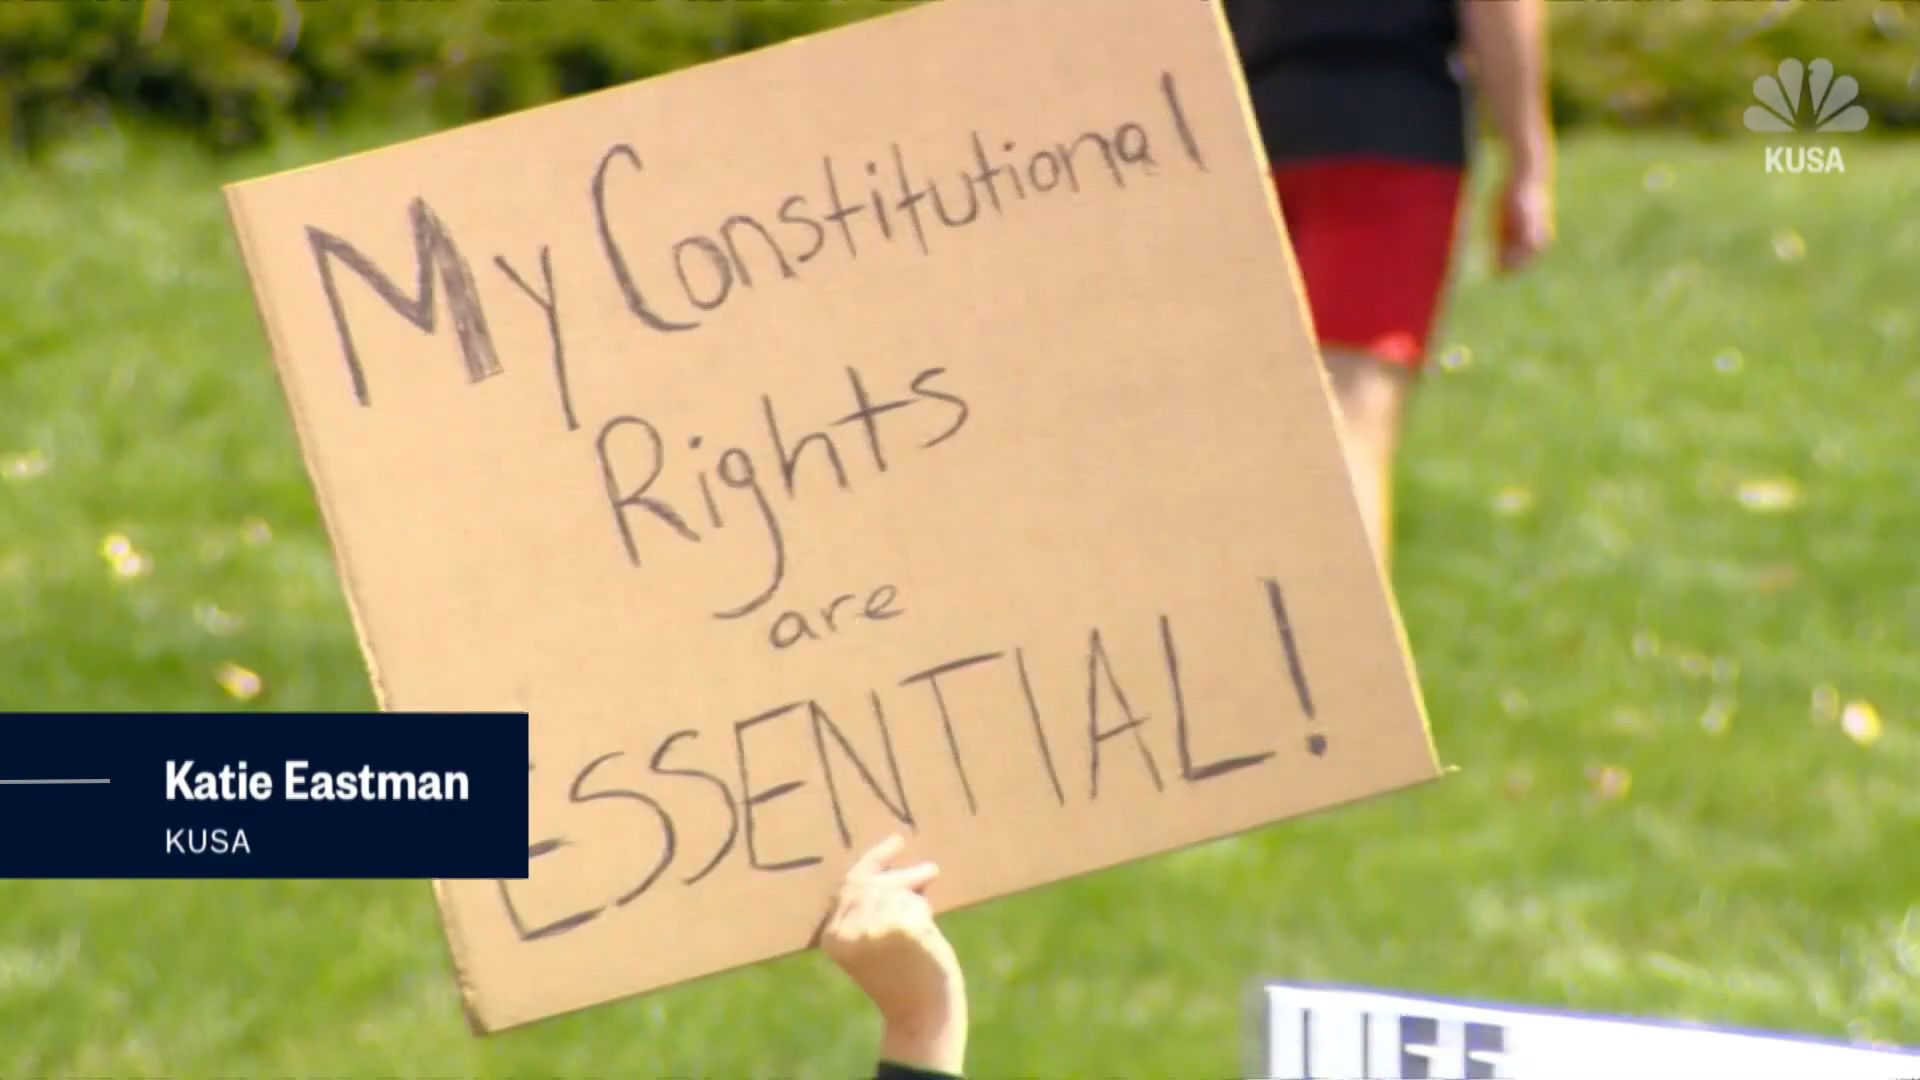 My Constitutional
Rights
are
ESSENTIAL!
KUSA
Katie Eastman
KUSA